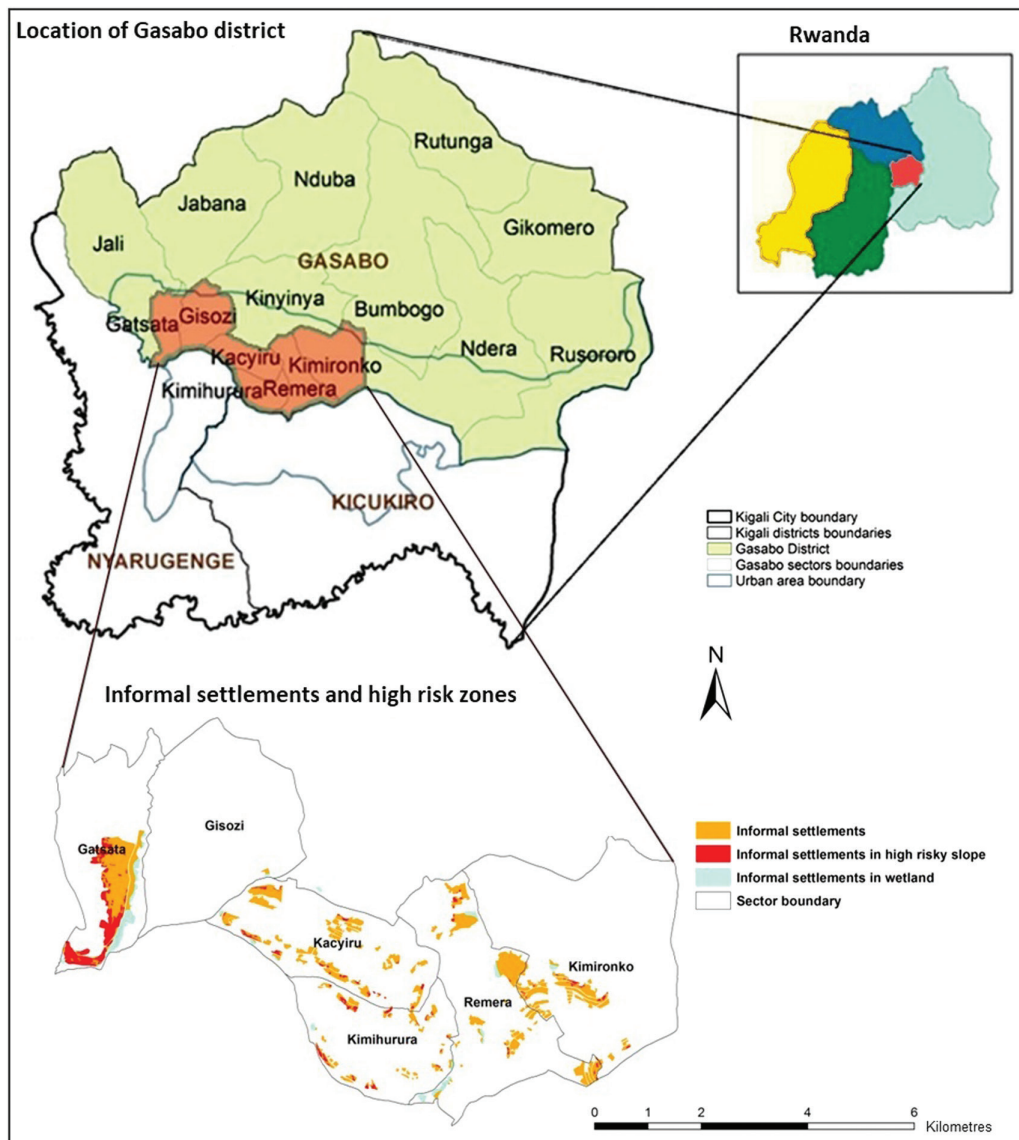 Location of Gasabo district
Rwanda
Rutunga
Nduba
Jabana
Gikomero
Jali
GASABO
Kinyinya
Bumbogo
Gatsata
Gisozi
Ndera
Rusororo
Kacyiru
Kimironko
Kimihurura
Remera
KICUKIRO
NYARUGENGE
Kigali City boundary
Kigali districts boundaries
Gasabo District
Gasabo sectors boundaries
Urban area boundary
N
Informal settlements and high risk zones
Gatsata
Gisozi
Kacyiru
Kimironko
Remera
Kimihurura
Informal settlements
Informal settlements in high risky slope
Informal settlements in wetland
Sector boundary
0 1 2 4 6
Kilometres